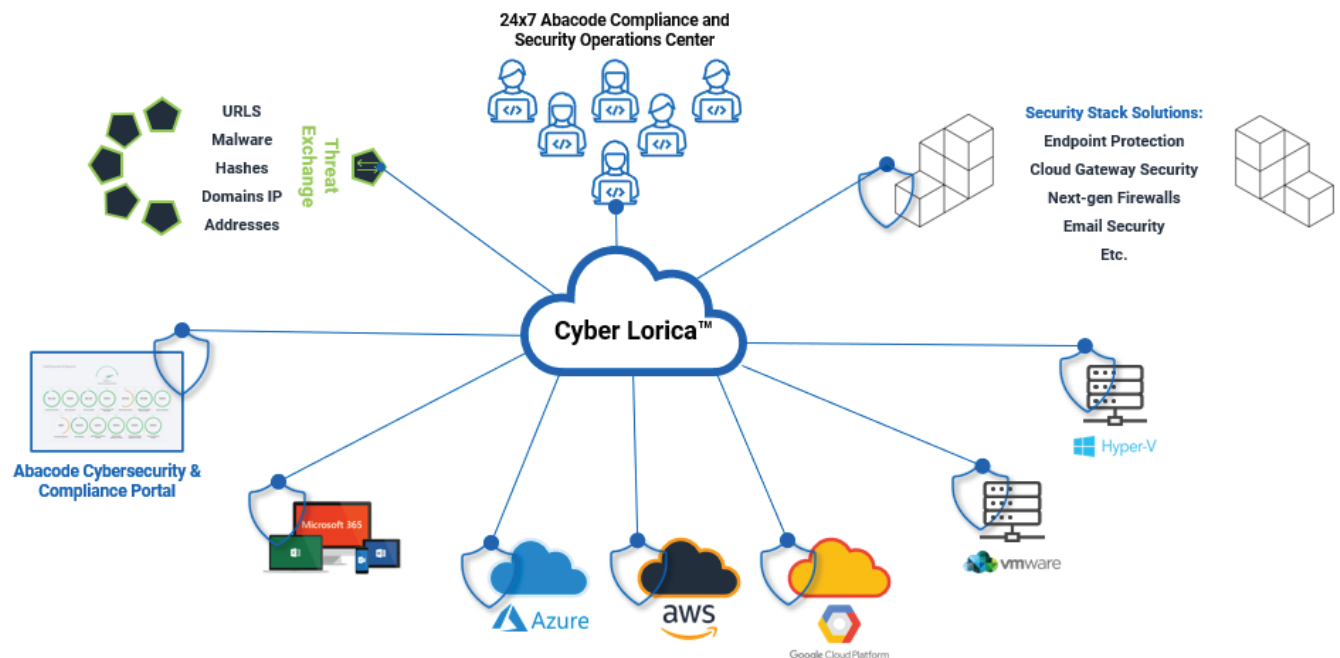 24x7 Abacode Compliance and
Security Operations Center
URLS
Malware
Hashes
Domains IP
Addresses
Threat
Exchange
Security Stack Solutions:
Endpoint Protection
Cloud Gateway Security
Next-gen Firewalls
Email Security
Etc.
Cyber Lorica™
Abacode Cybersecurity &
Compliance Portal
Microsoft 365
Azure
aws
Google Cloud Platform
vmware
Hyper-V